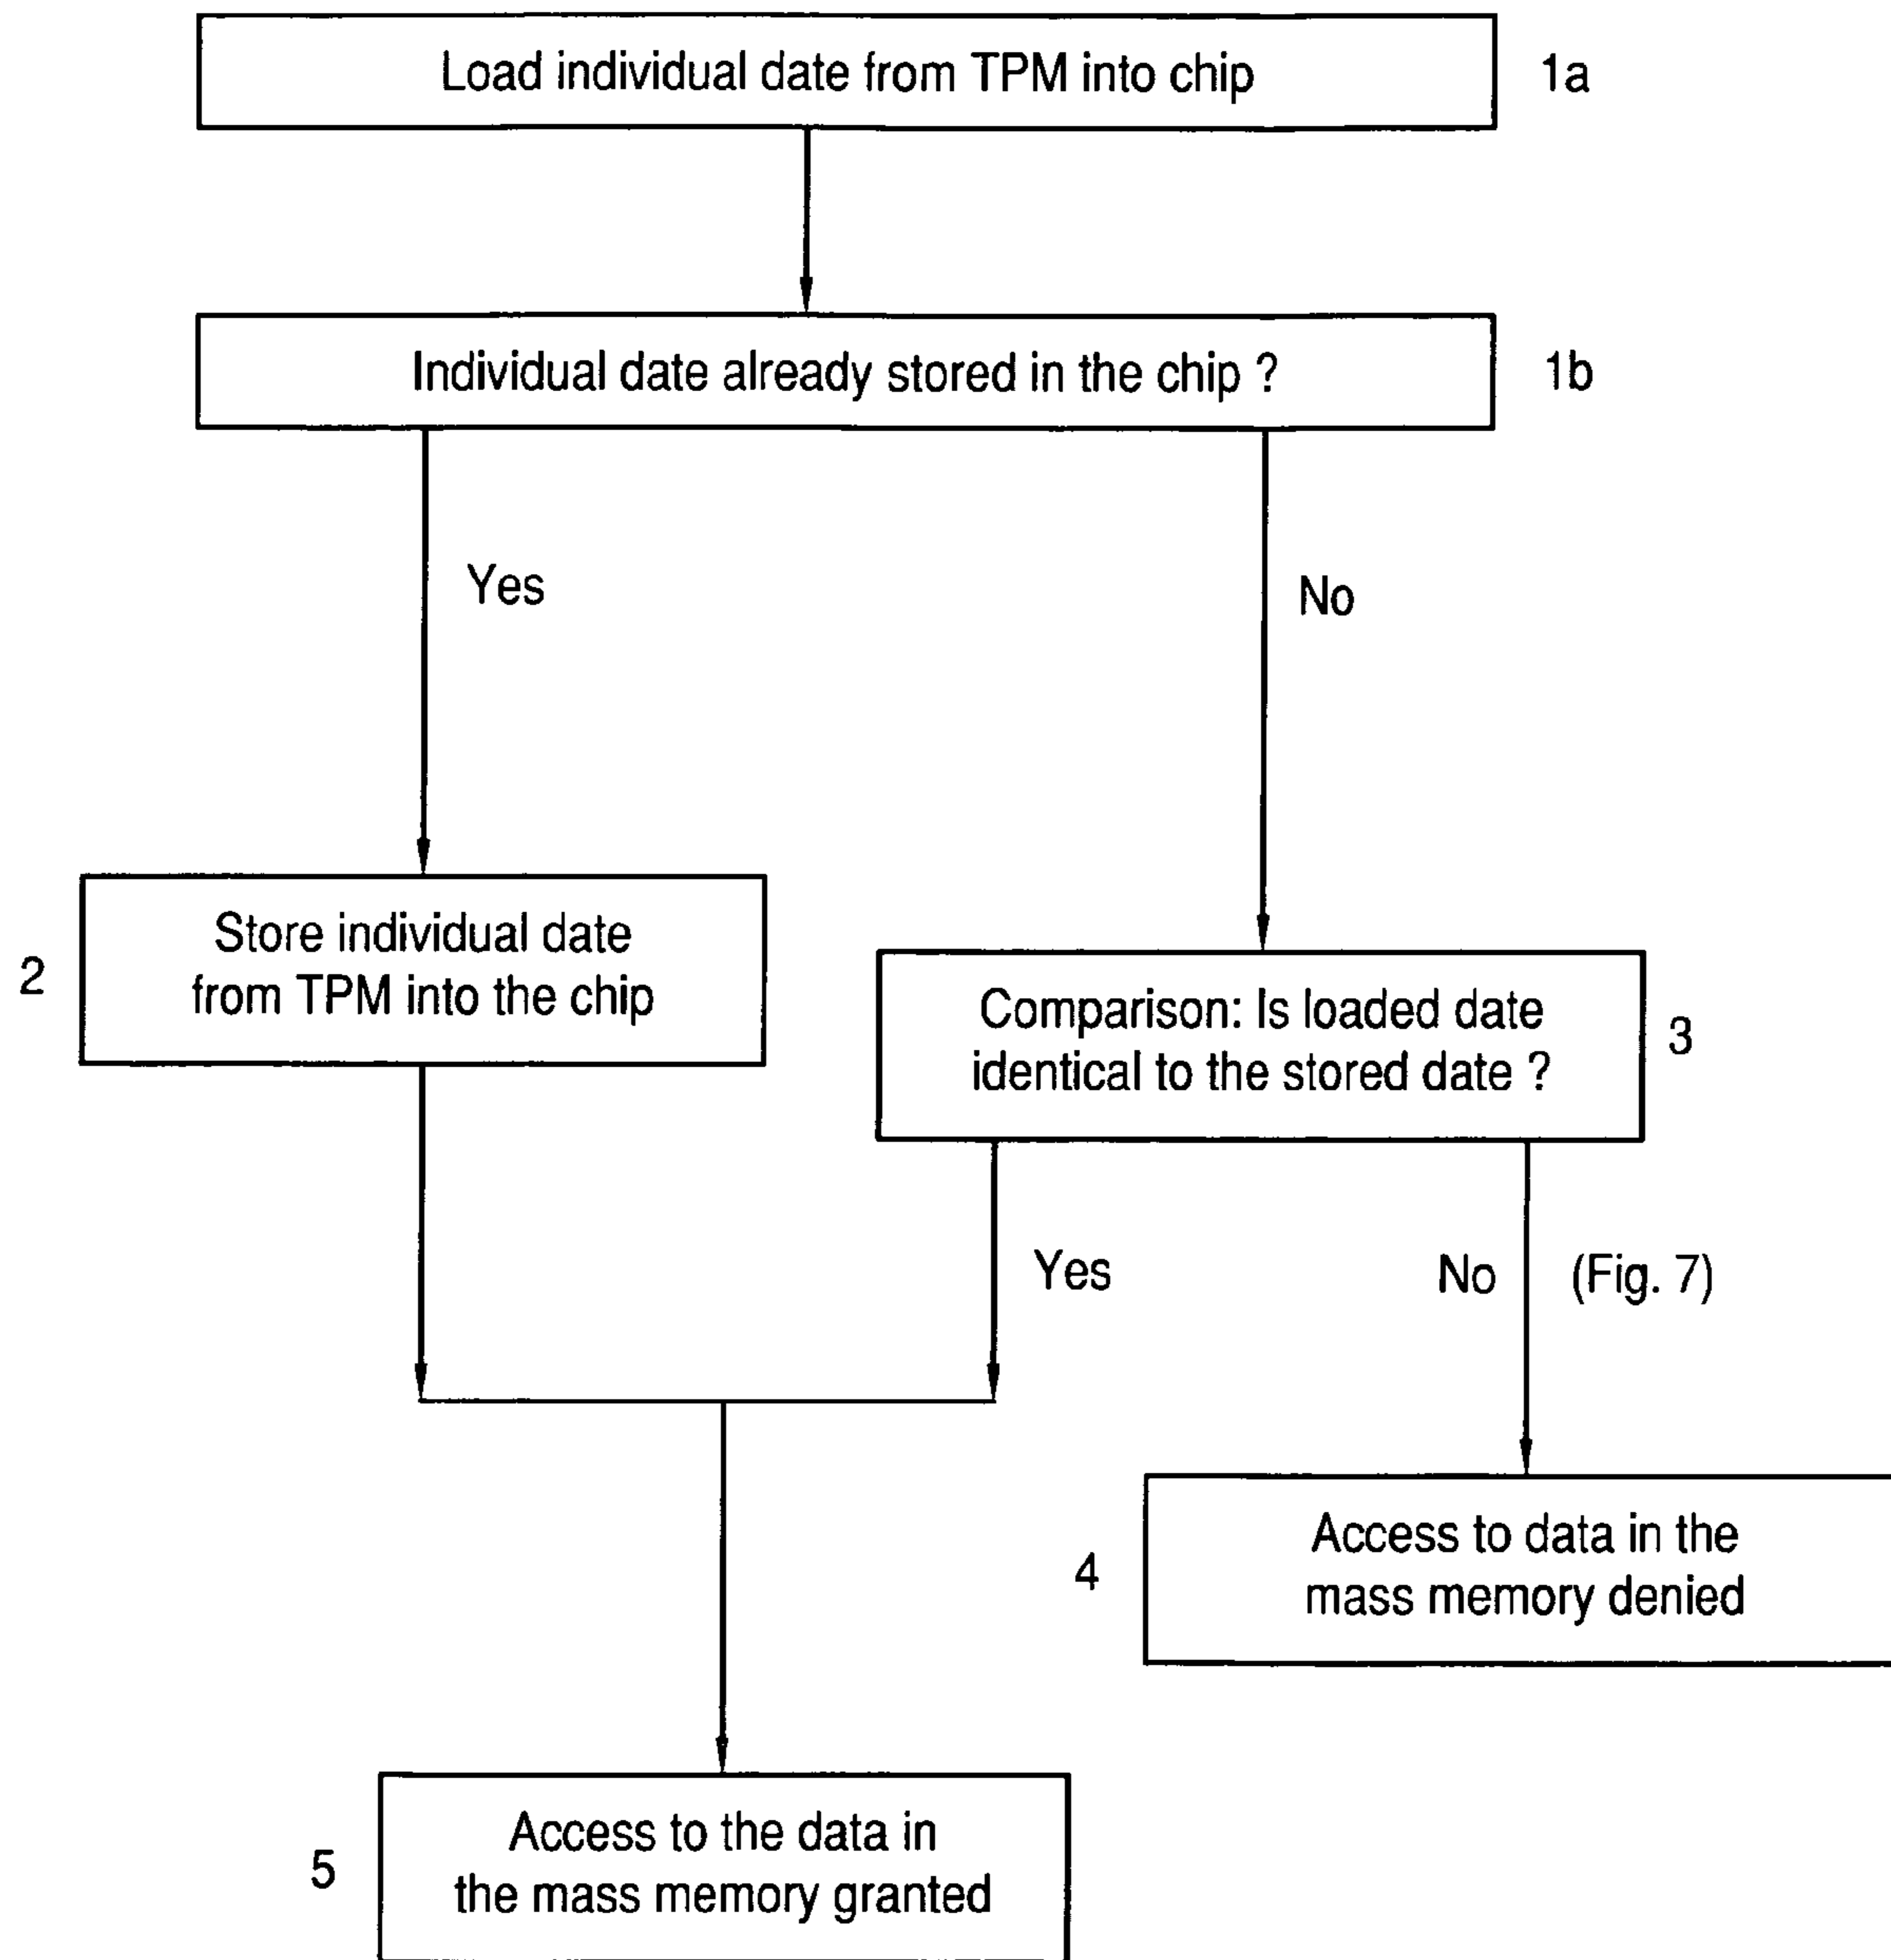 Load individual date from TPM into chip
1a
Individual date already stored in the chip ?
1b
Yes
No
2
Store individual date
from TPM into the chip
Comparison: Is loaded date
identical to the stored date ?
3
Yes
No
(Fig. 7)
4
Access to data in the
mass memory denied
5
Access to the data in
the mass memory granted